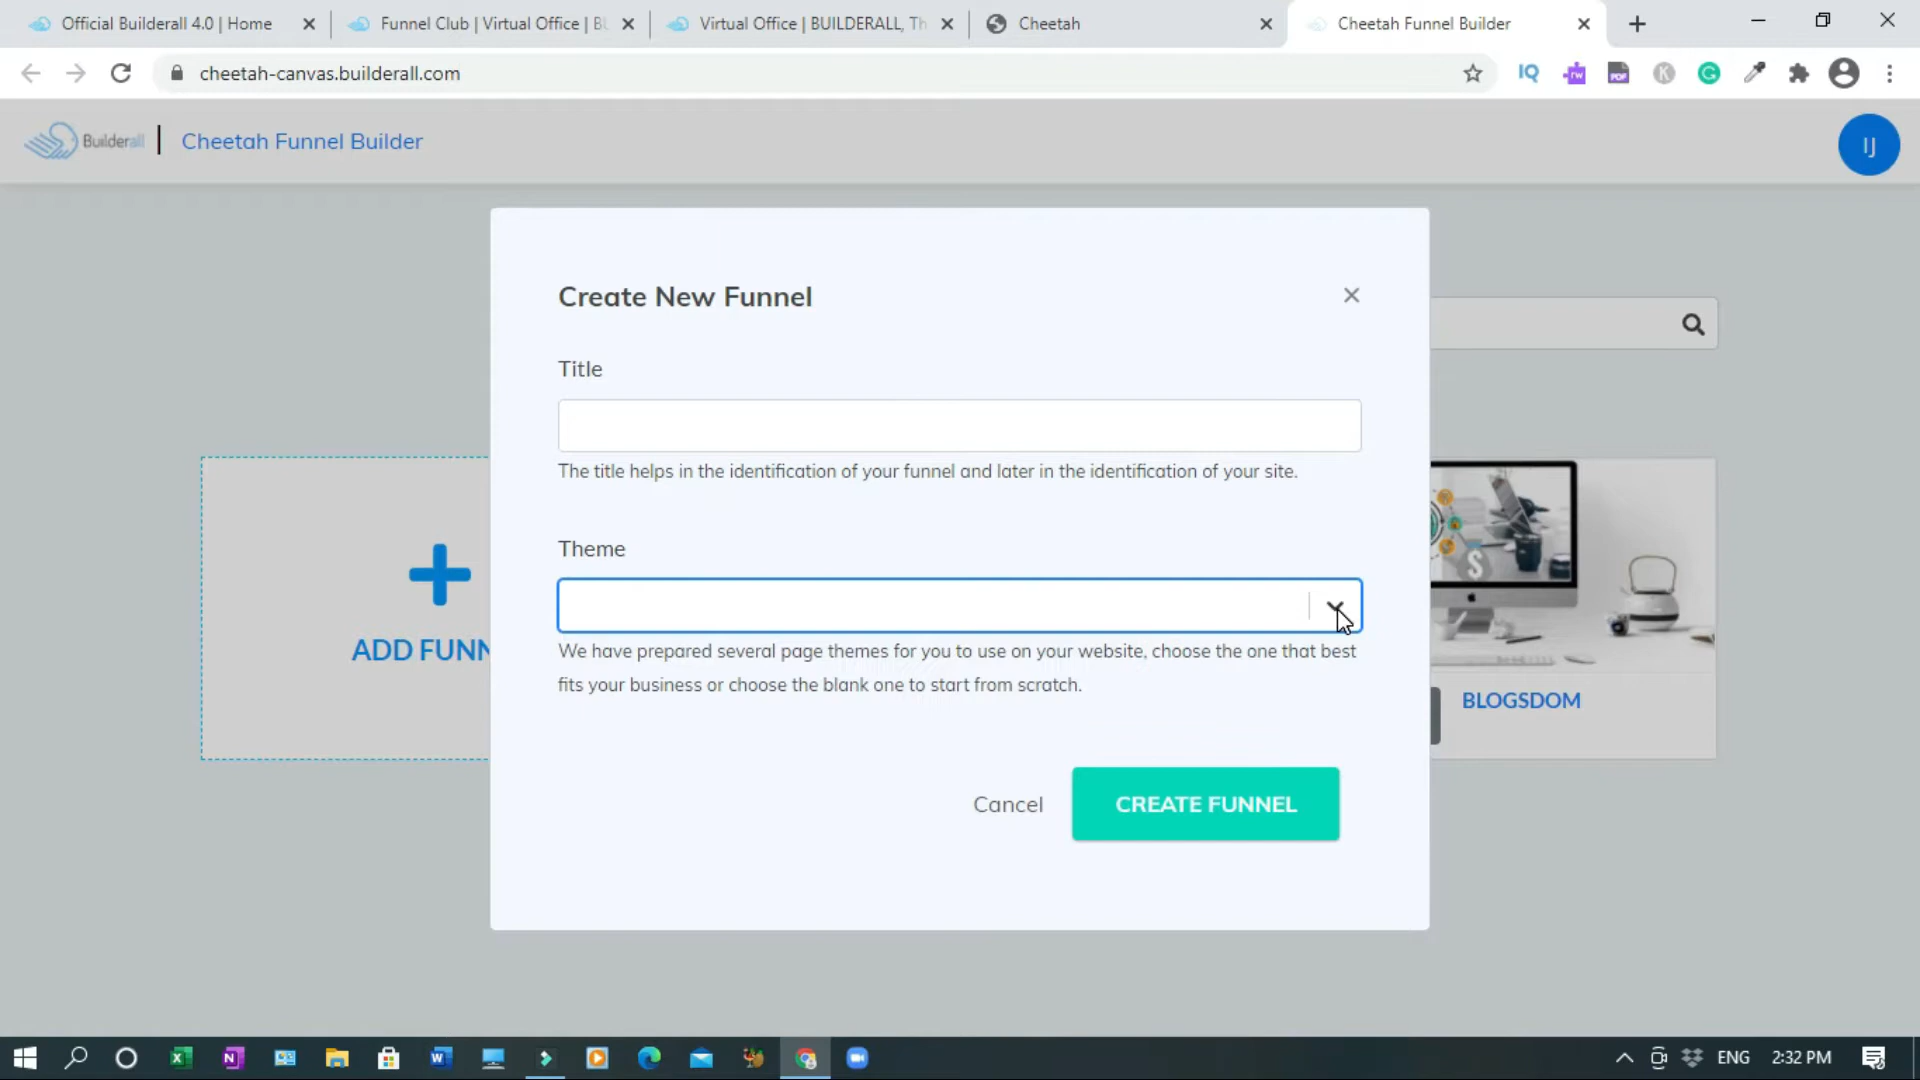 Official Builderall 4.0 | Home
Funnel Club | Virtual Office | BU
Virtual Office | BUILDERALL, Th
Cheetah
Cheetah Funnel Builder
cheetah-canvas.builderall.com
IQ
rw
PDF
K
G
Builderall
Cheetah Funnel Builder
IJ
Create New Funnel
Title
The title helps in the identification of your funnel and later in the identification of your site.
Theme
ADD FUNN
We have prepared several page themes for you to use on your website, choose the one that best
fits your business or choose the blank one to start from scratch.
BLOGSDOM
Cancel
CREATE FUNNEL
ENG
2:32 PM